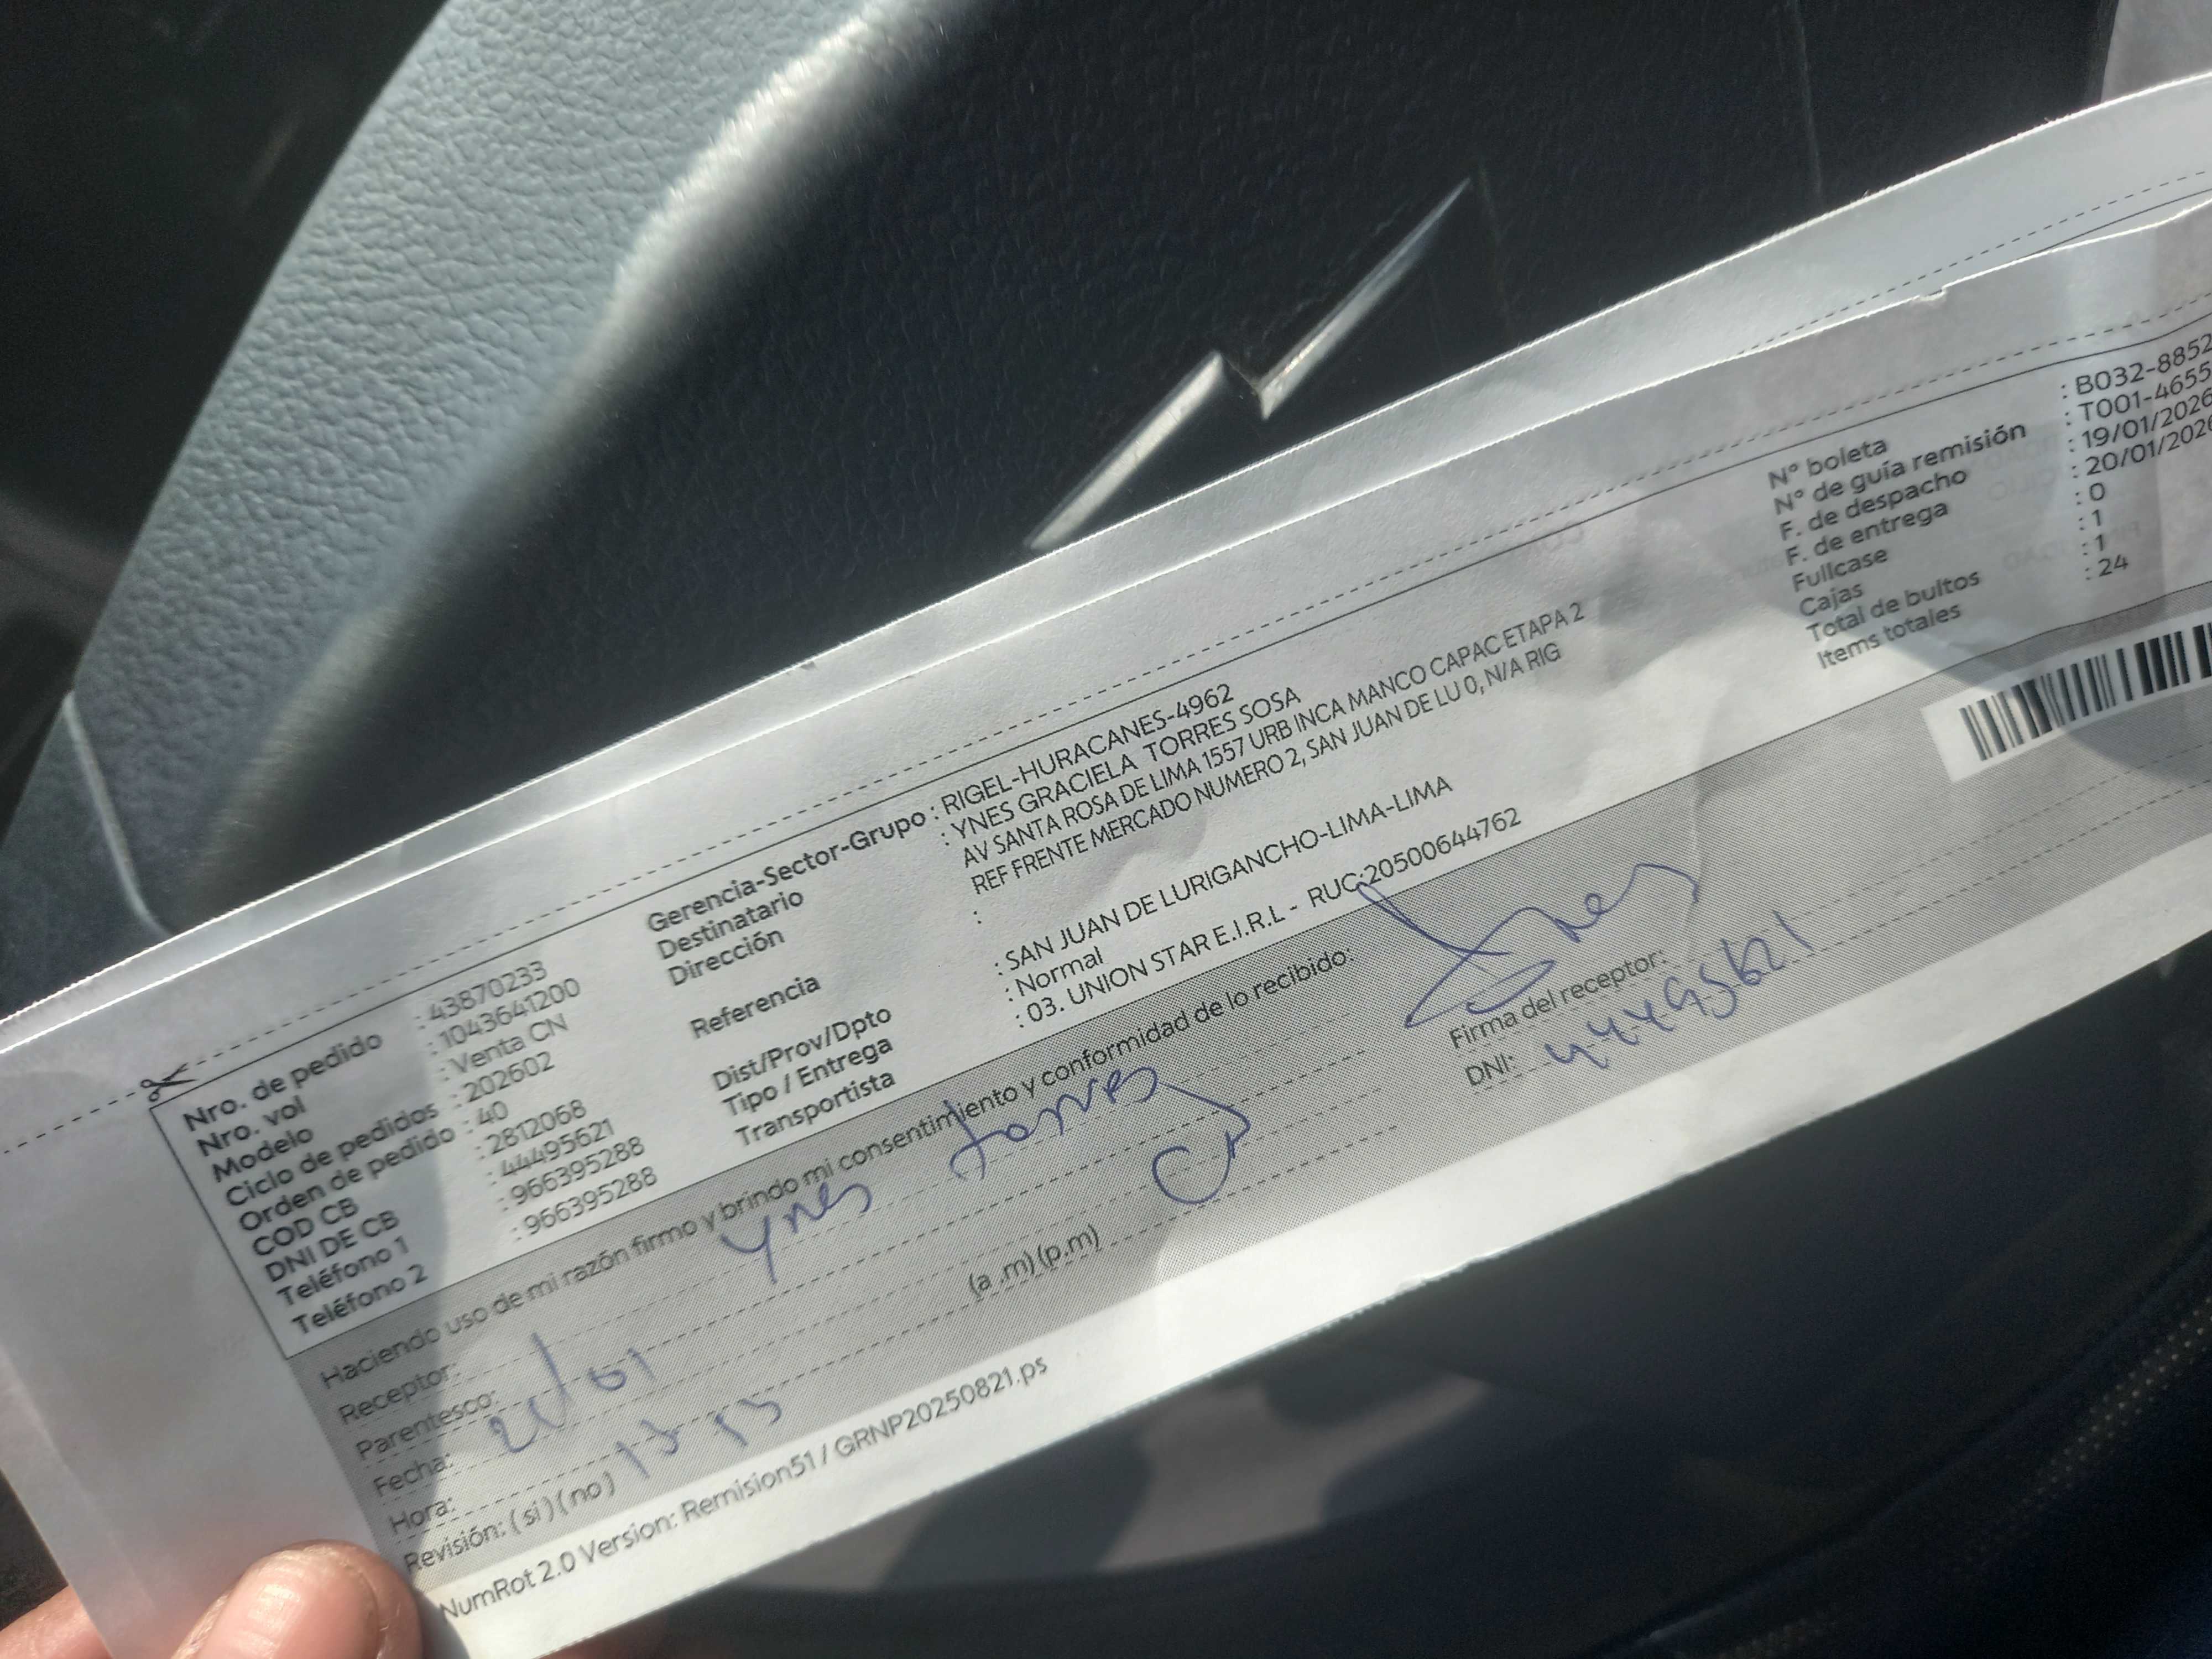 Nro. de pedido : 43870233
Nro. vol : 1043641200
Modelo : Venta CN
Ciclo de pedidos : 202602
Orden de pedido : 40
COD CB : 2812068
DNI DE CB : 44495621
Teléfono 1 : 966395288
Teléfono 2 : 966395288
Gerencia-Sector-Grupo : RIGEL-HURACANES-4962
Destinatario : YNES GRACIELA TORRES SOSA
Dirección AV SANTA ROSA DE LIMA 1557 URB INCA MANCO CAPAC ETAPA 2
REF FRENTE MERCADO NUMERO 2, SAN JUAN DE LU 0, N/A RIG
Referencia :
Dist/Prov/Dpto : SAN JUAN DE LURIGANCHO-LIMA-LIMA
Tipo / Entrega : Normal
Transportista : 03. UNION STAR E.I.R.L - RUC:20500644762
N° boleta : B032-8852
N° de guía remisión : T001-4655
F. de despacho : 19/01/2026
F. de entrega : 20/01/202
Fullcase : 0
Cajas : 1
Total de bultos : 1
Items totales : 24
Haciendo uso de mi razón firmo y brindo mi consentimiento y conformidad de lo recibido:
Receptor: Ynes Torres
Parentesco: CB
Fecha: /01
Hora: (a .m) (p.m)
Revisión: ( si ) ( no )
Firma del receptor: Ynes
DNI: 44495621
NumRot 2.0 Version: Remision51 / GRNP20250821.ps